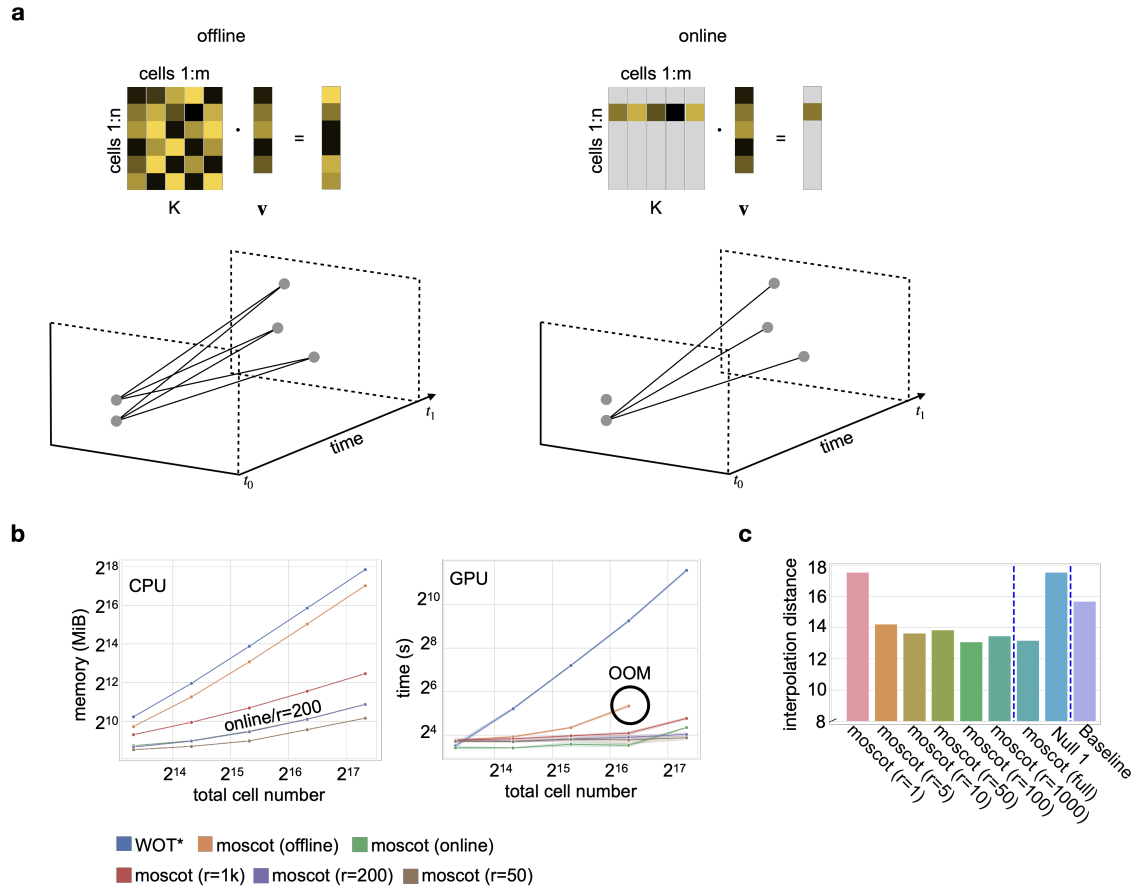 a
offline
online
cells 1:m
cells 1:m
cells 1:n
cells 1:n
· =
· =
K v
K v
time
t1
t0
time
t1
t0
b
c
CPU
memory (MiB)
2^18
2^16
2^14
2^12
2^10
online/r=200
2^14 2^15 2^16 2^17
total cell number
GPU
time (s)
2^10
2^8
2^6
2^4
OOM
2^14 2^15 2^16 2^17
total cell number
interpolation distance
18
16
14
12
10
8
moscot (r=1)
moscot (r=5)
moscot (r=10)
moscot (r=50)
moscot (r=100)
moscot (r=1000)
moscot (full)
Null 1
Baseline
WOT* moscot (offline) moscot (online)
moscot (r=1k) moscot (r=200) moscot (r=50)